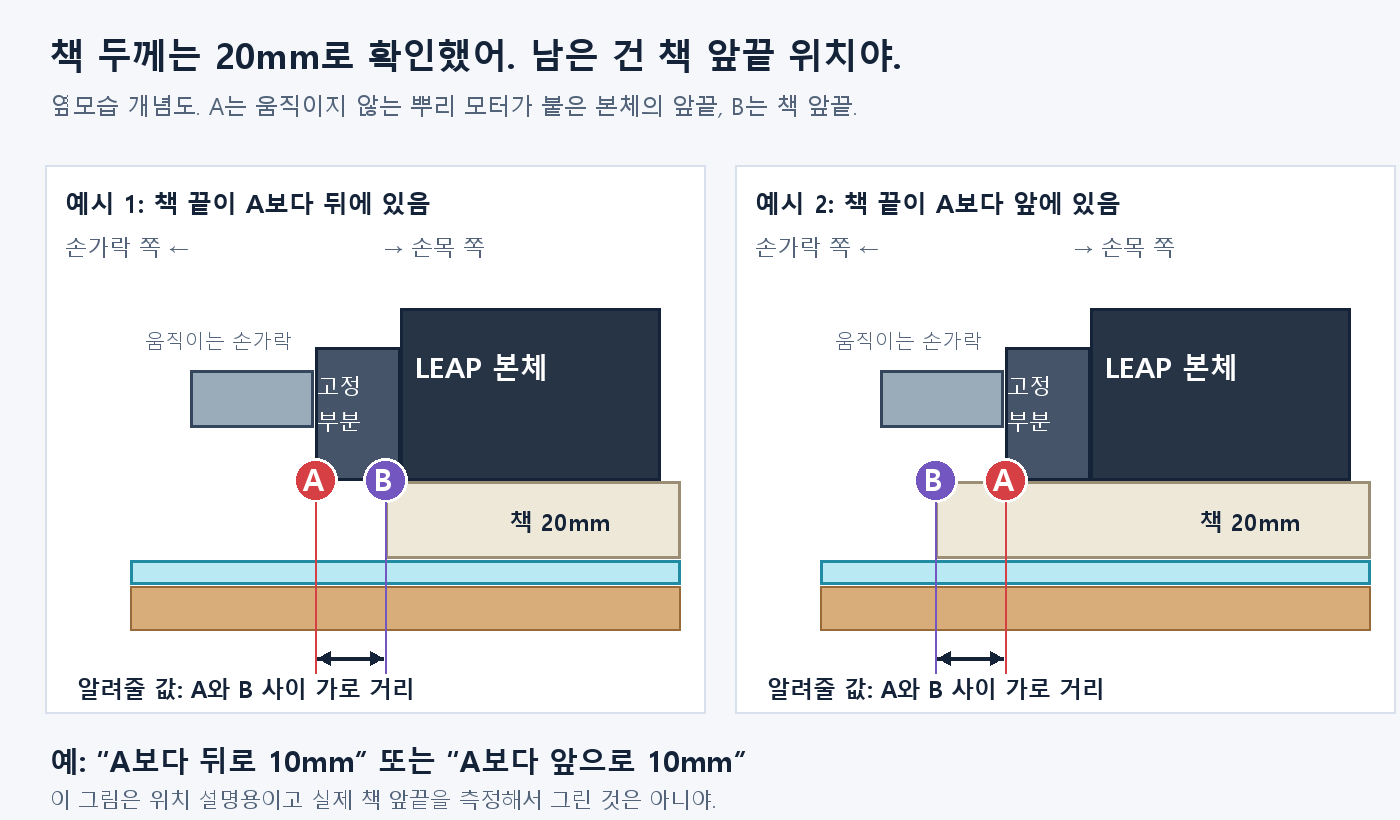 책 두께는 20mm로 확인했어. 남은 건 책 앞끝 위치야.
옆모습 개념도. A는 움직이지 않는 뿌리 모터가 붙은 본체의 앞끝, B는 책 앞끝.
예시 1: 책 끝이 A보다 뒤에 있음
손가락 쪽 ← → 손목 쪽
움직이는 손가락
LEAP 본체
고정
부분
A B
책 20mm
알려줄 값: A와 B 사이 가로 거리
예시 2: 책 끝이 A보다 앞에 있음
손가락 쪽 ← → 손목 쪽
움직이는 손가락
LEAP 본체
고정
부분
B A
책 20mm
알려줄 값: A와 B 사이 가로 거리
예: "A보다 뒤로 10mm" 또는 "A보다 앞으로 10mm"
이 그림은 위치 설명용이고 실제 책 앞끝을 측정해서 그린 것은 아니야.